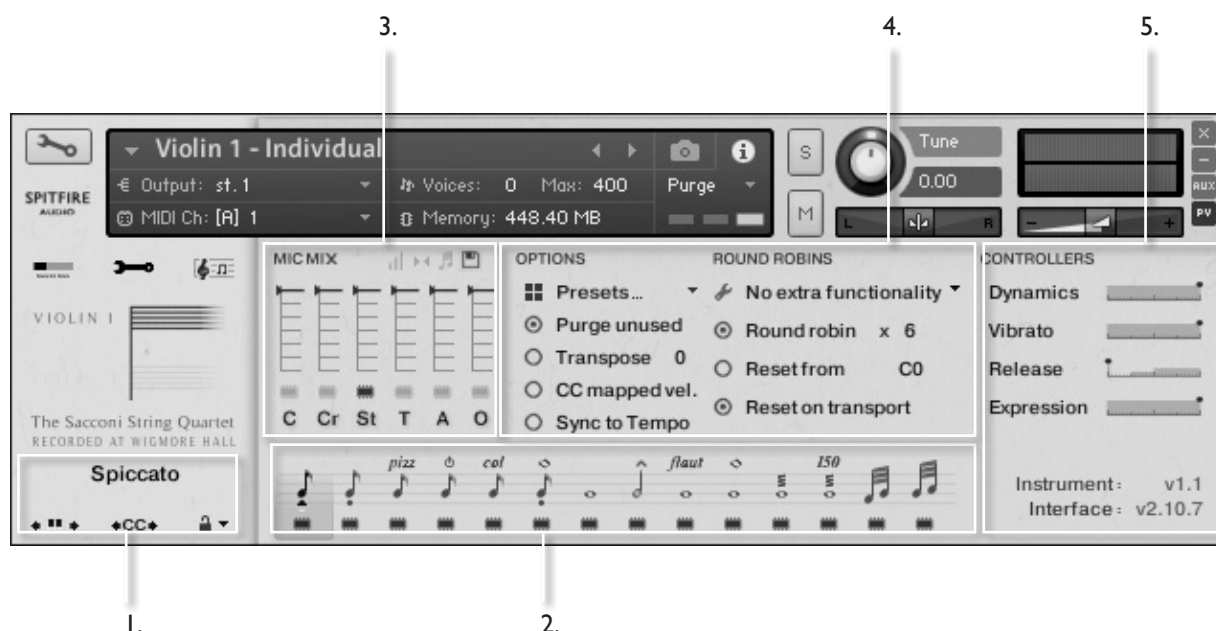 3.
4.
5.
Violin 1 - Individual
S
Tune
×
−
AUX
PV
SPITFIRE
AUDIO
Output: st. 1
Voices: 0 Max: 400
Purge
0.00
MIDI Ch: [A] 1
Memory: 448.40 MB
M
L
R
−
+
MIC MIX
OPTIONS
ROUND ROBINS
CONTROLLERS
Presets...
No extra functionality
Dynamics
VIOLIN 1
Purge unused
Round robin x 6
Vibrato
Transpose 0
Reset from C0
Release
CC mapped vel.
Reset on transport
Expression
C Cr St T A O
Sync to Tempo
The Sacconi String Quartet
RECORDED AT WIGMORE HALL
Spiccato
CC
pizz col flaut 150
Instrument: v1.1
Interface: v2.10.7
1.
2.